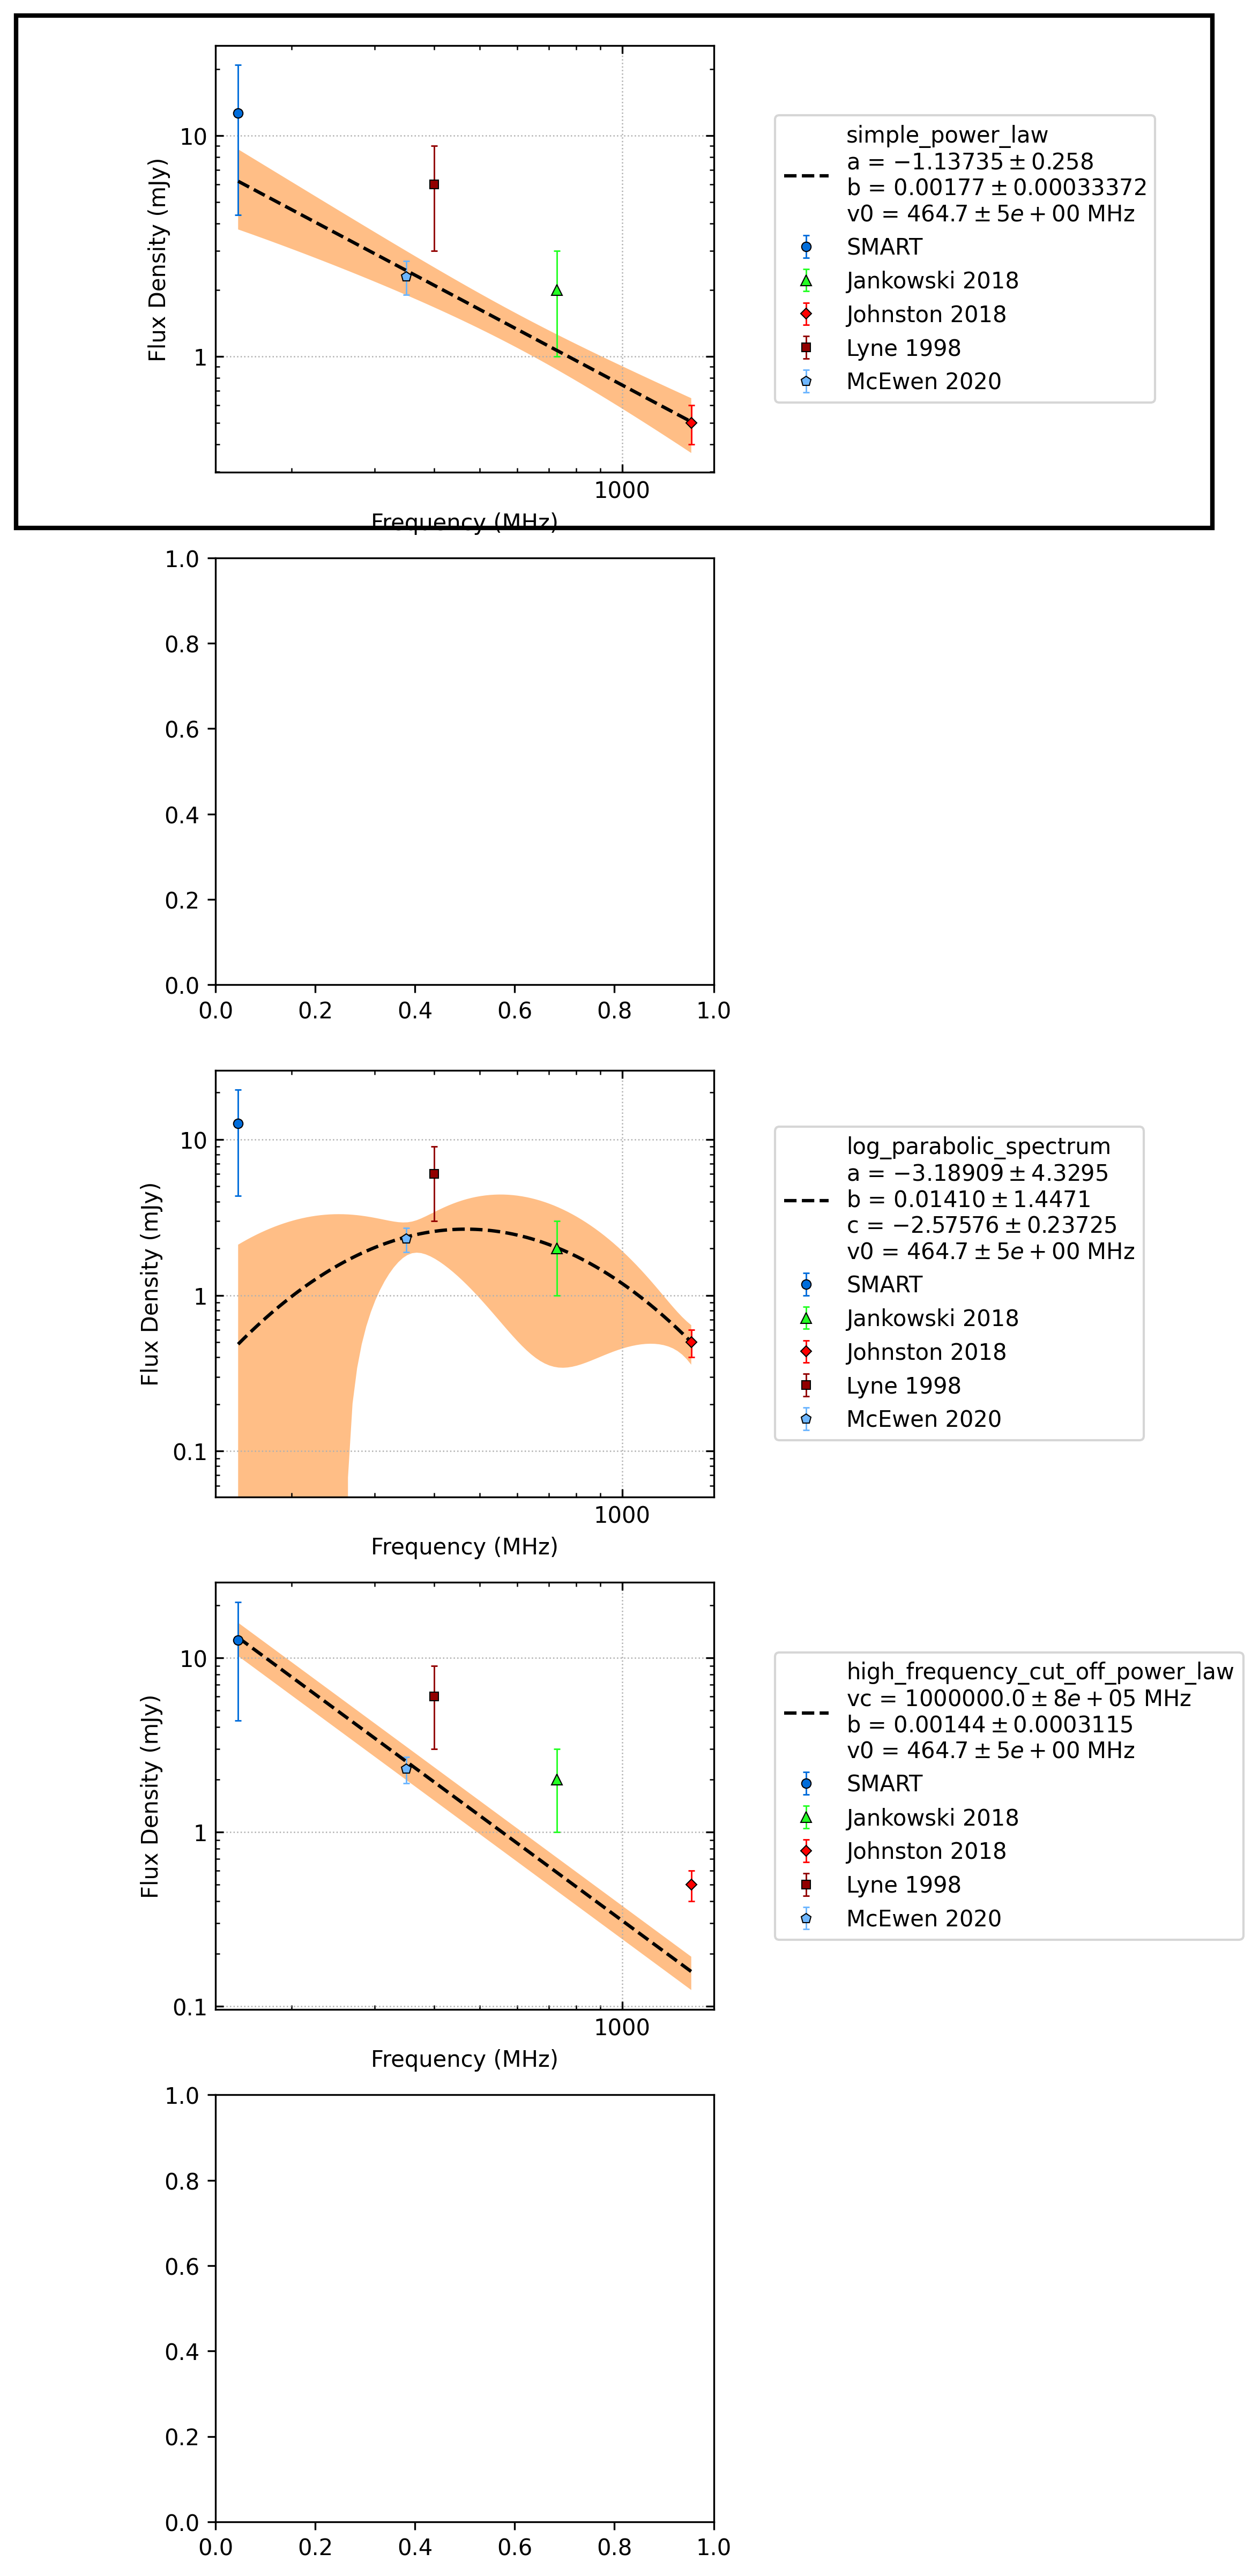 10
1
Flux Density (mJy)
1000
Frequency (MHz)
simple_power_law
a = −1.13735 ± 0.258
b = 0.00177 ± 0.00033372
v0 = 464.7 ± 5e + 00 MHz
SMART
Jankowski 2018
Johnston 2018
Lyne 1998
McEwen 2020
1.0
0.8
0.6
0.4
0.2
0.0
0.0 0.2 0.4 0.6 0.8 1.0
10
1
0.1
Flux Density (mJy)
1000
Frequency (MHz)
log_parabolic_spectrum
a = −3.18909 ± 4.3295
b = 0.01410 ± 1.4471
c = −2.57576 ± 0.23725
v0 = 464.7 ± 5e + 00 MHz
SMART
Jankowski 2018
Johnston 2018
Lyne 1998
McEwen 2020
10
1
0.1
Flux Density (mJy)
1000
Frequency (MHz)
high_frequency_cut_off_power_law
vc = 1000000.0 ± 8e + 05 MHz
b = 0.00144 ± 0.0003115
v0 = 464.7 ± 5e + 00 MHz
SMART
Jankowski 2018
Johnston 2018
Lyne 1998
McEwen 2020
1.0
0.8
0.6
0.4
0.2
0.0
0.0 0.2 0.4 0.6 0.8 1.0